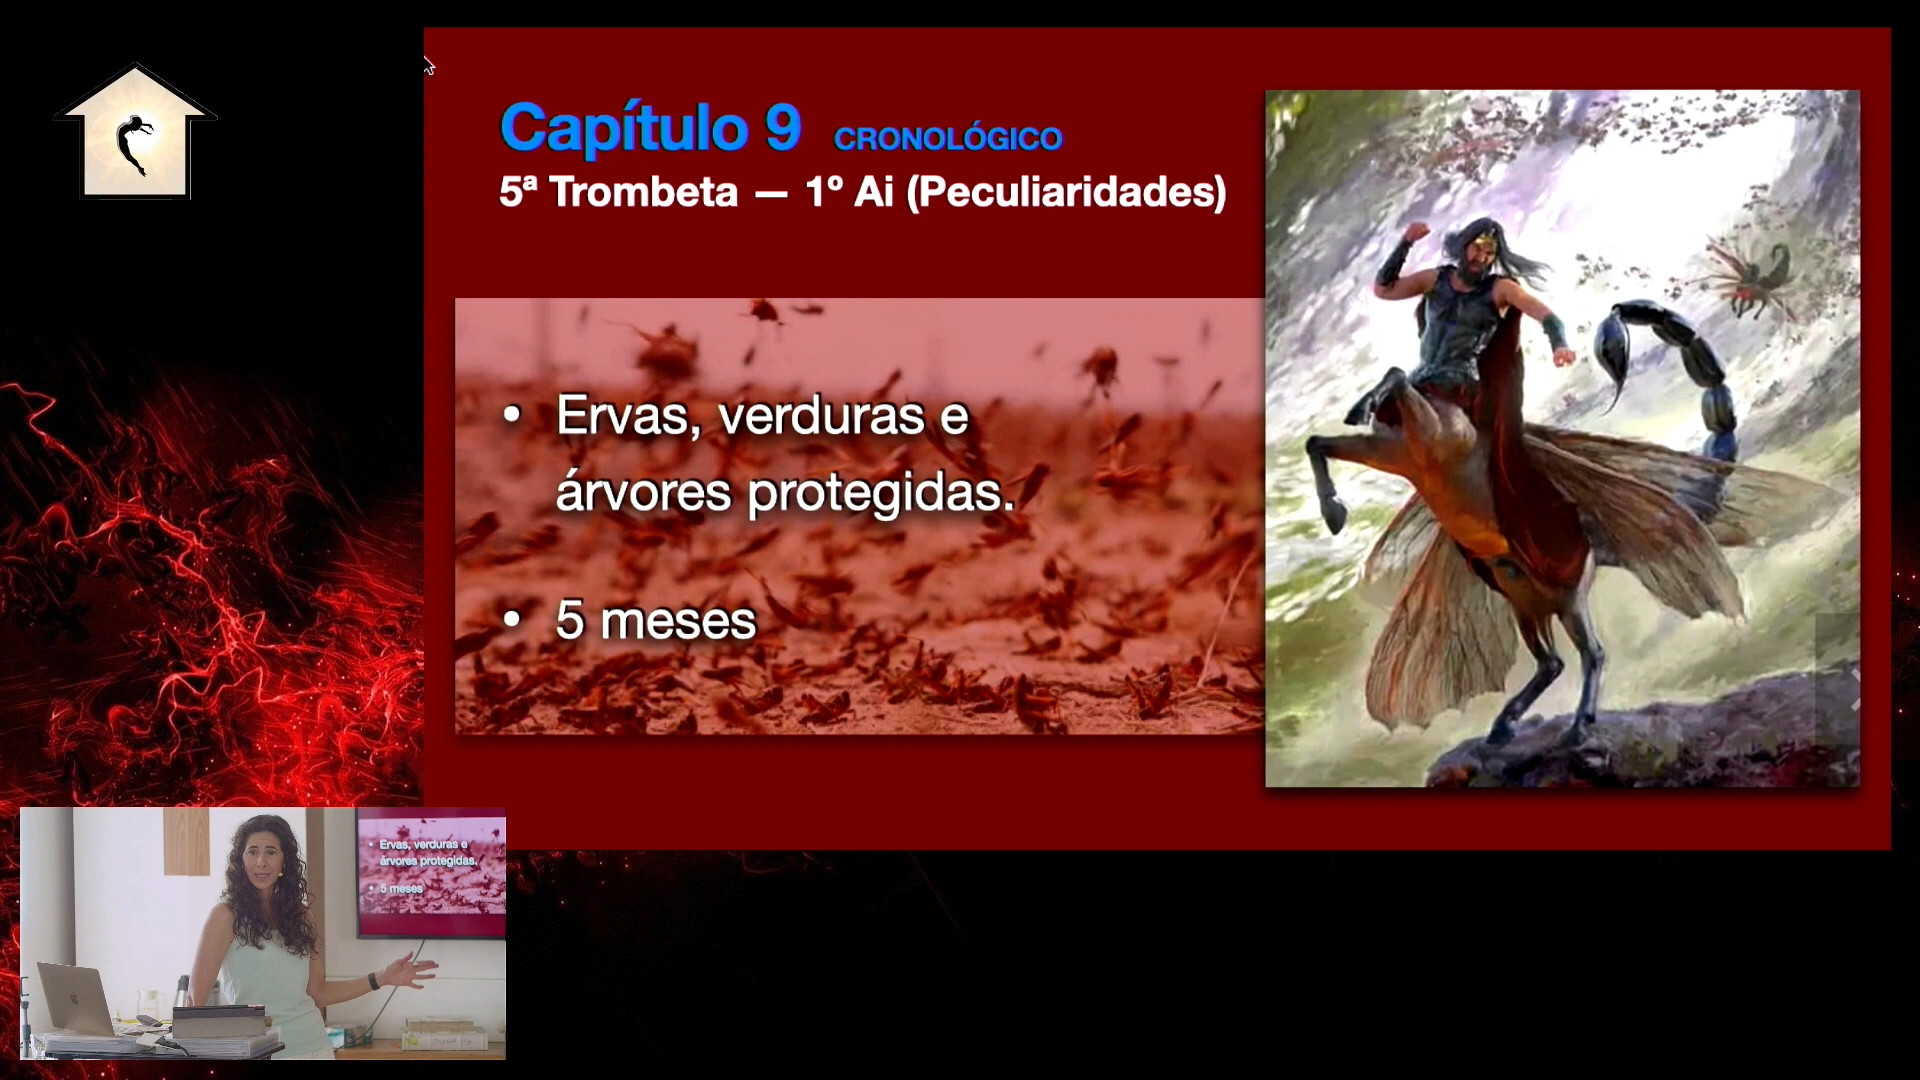 Capítulo 9 CRONOLÓGICO
5ª Trombeta — 1º Ai (Peculiaridades)
• Ervas, verduras e
árvores protegidas.
• 5 meses
• Ervas, verduras e
árvores protegidas.
• 5 meses